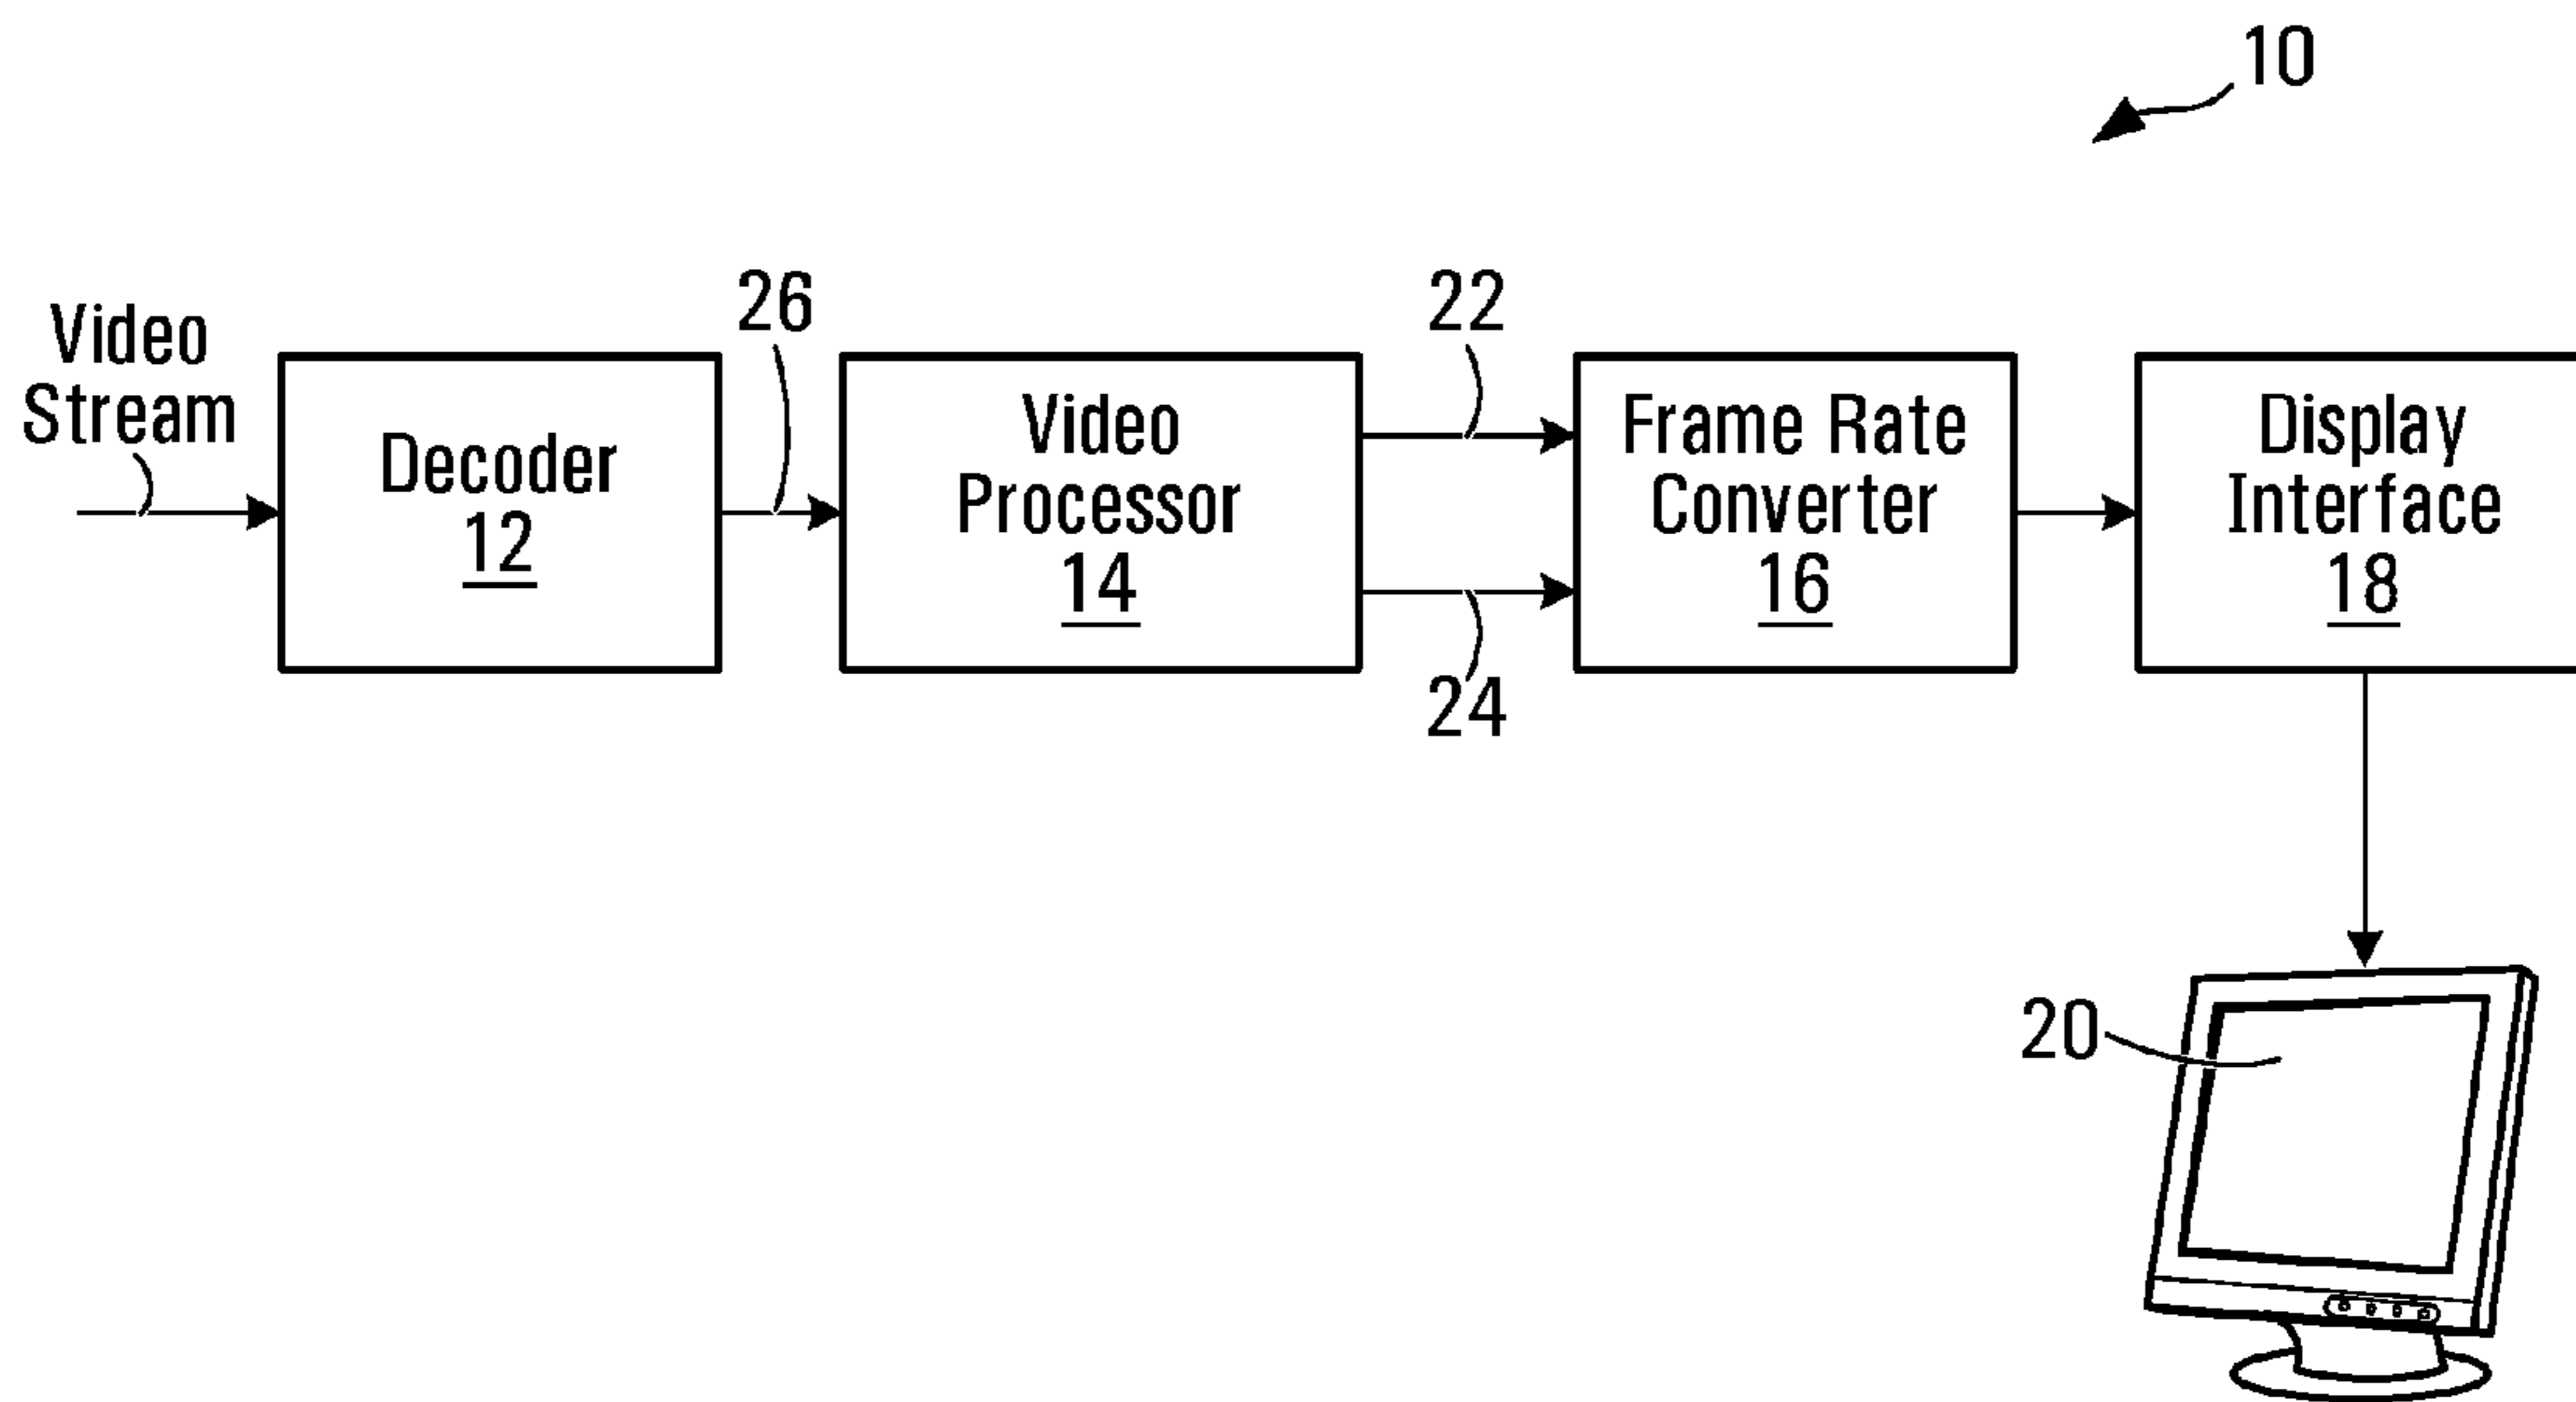 10
26
22
Video
Stream
Decoder
12
Video
Processor
14
Frame Rate
Converter
16
Display
Interface
18
24
20